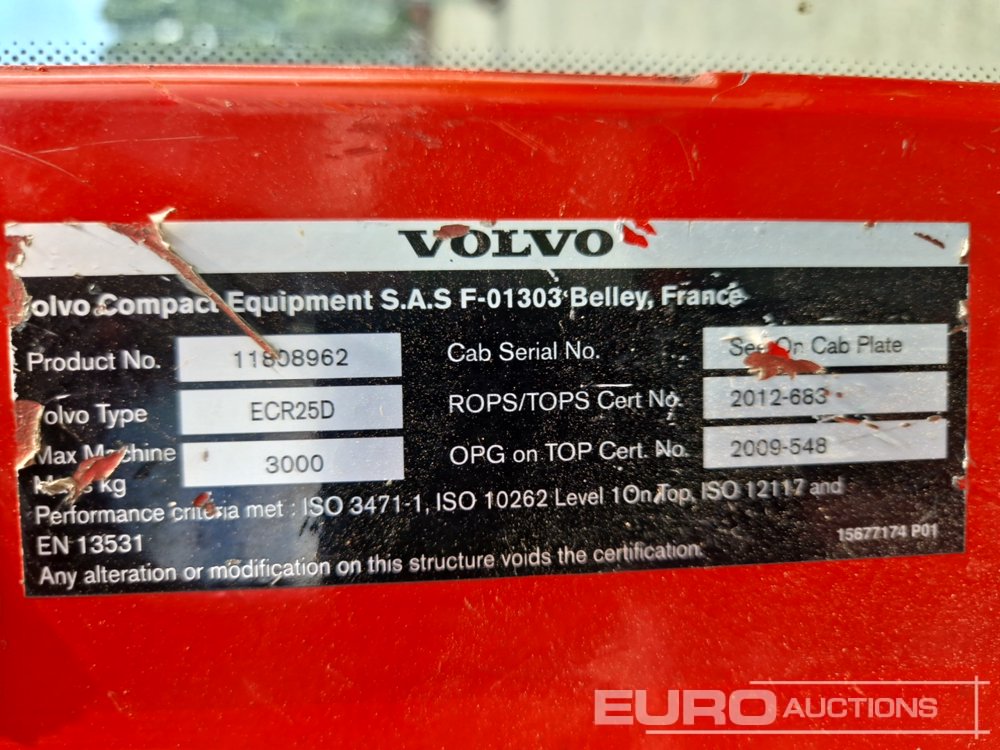 VOLVO
Volvo Compact Equipment S.A.S F-01303 Belley, France
Product No. 11808962 Cab Serial No. See On Cab Plate
Volvo Type ECR25D ROPS/TOPS Cert No. 2012-683
Max Machine Mass kg 3000 OPG on TOP Cert. No. 2009-548
Performance criteria met : ISO 3471-1, ISO 10262 Level 1On Top, ISO 12117 and
EN 13531 15677174 P01
Any alteration or modification on this structure voids the certification.
EURO AUCTIONS